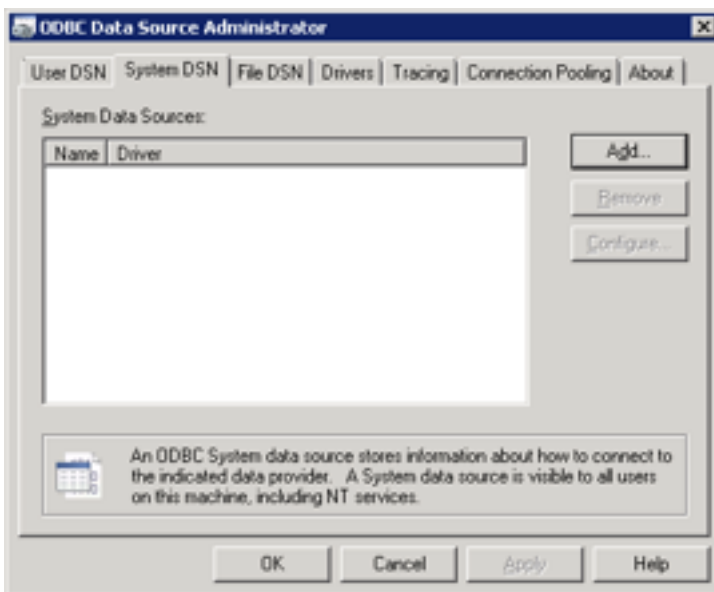 ODBC Data Source Administrator
User DSN System DSN File DSN Drivers Tracing Connection Pooling About
System Data Sources:
Name Driver
Add...
Remove
Configure...
An ODBC System data source stores information about how to connect to
the indicated data provider. A System data source is visible to all users
on this machine, including NT services.
OK Cancel Apply Help